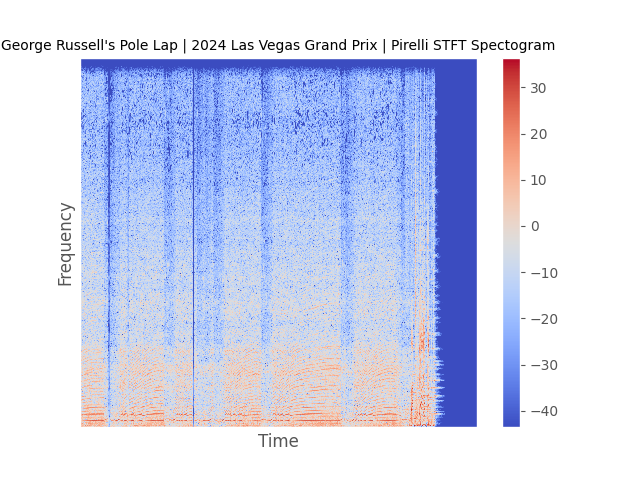 George Russell's Pole Lap | 2024 Las Vegas Grand Prix | Pirelli STFT Spectogram
30
20
10
0
−10
−20
−30
−40
Frequency
Time